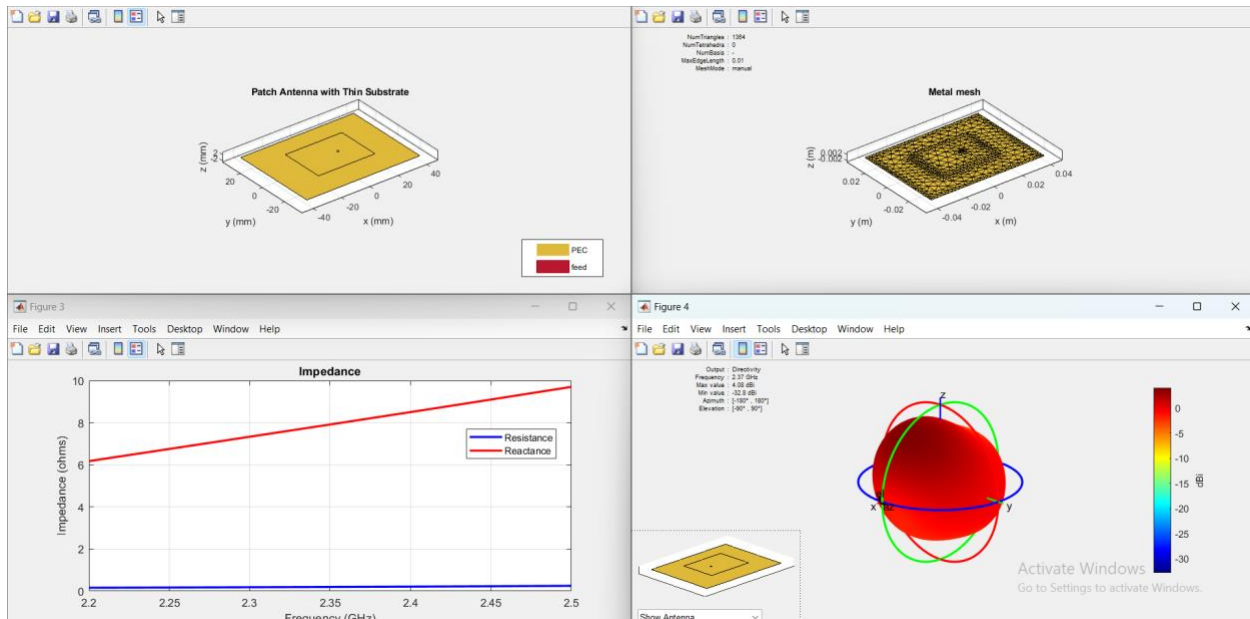 Patch Antenna with Thin Substrate
z (mm)
2
-2
20
0
-20
y (mm)
-40
-20
0
20
40
x (mm)
PEC
feed
NumTriangles : 1364
NumTetrahedra : 0
NumBasis : -
MaxEdgeLength : 0.01
MeshMode : manual
Metal mesh
z (m)
0.002
-0.002
0.02
0
-0.02
y (m)
-0.04
-0.02
0
0.02
0.04
x (m)
Figure 3
File Edit View Insert Tools Desktop Window Help
Impedance
Impedance (ohms)
10
8
6
4
2
0
Resistance
Reactance
2.2 2.25 2.3 2.35 2.4 2.45 2.5
Frequency (GHz)
Figure 4
File Edit View Insert Tools Desktop Window Help
Output : Directivity
Frequency : 2.37 GHz
Max value : 4.08 dBi
Min value : -32.8 dBi
Azimuth : [-180° , 180°]
Elevation : [-90° , 90°]
z
x
az
y
0
-5
-10
-15
-20
-25
-30
dBi
Show Antenna
Activate Windows
Go to Settings to activate Windows.